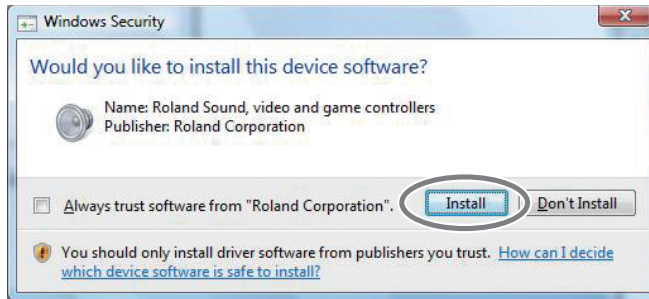 Windows Security
Would you like to install this device software?
Name: Roland Sound, video and game controllers
Publisher: Roland Corporation
Always trust software from "Roland Corporation".
Install
Don't Install
You should only install driver software from publishers you trust. How can I decide
which device software is safe to install?